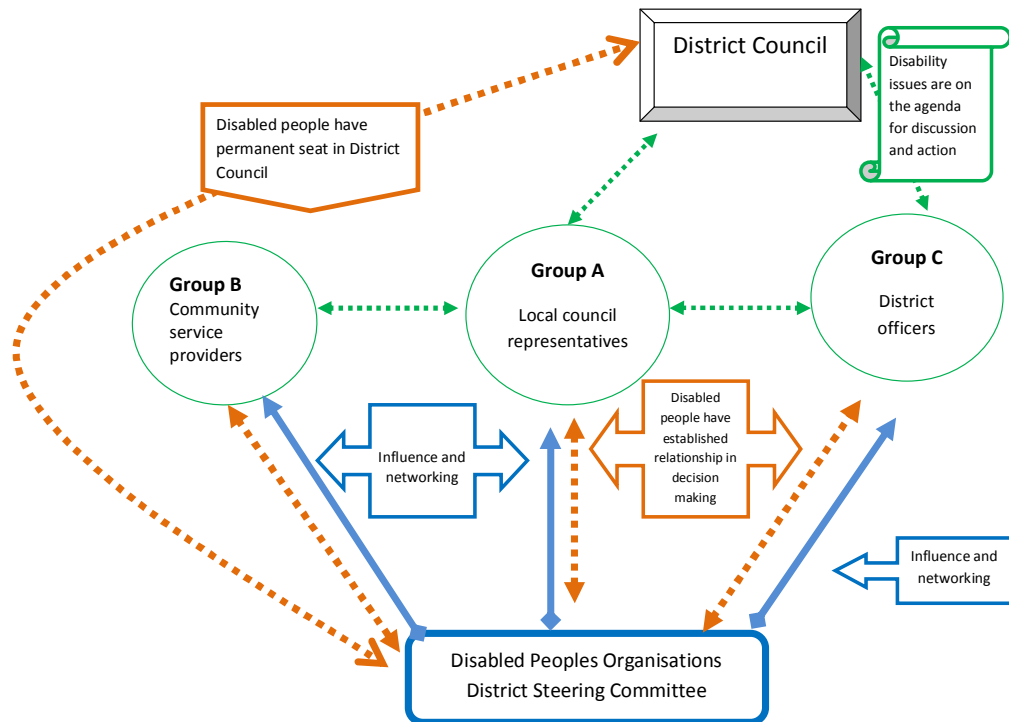 District Council
Disability
issues are on
the agenda
for discussion
and action
Disabled people have
permanent seat in District
Council
Group B
Community
service
providers
Group A
Local council
representatives
Group C
District
officers
Influence and
networking
Disabled
people have
established
relationship in
decision
making
Influence and
networking
Disabled Peoples Organisations
District Steering Committee